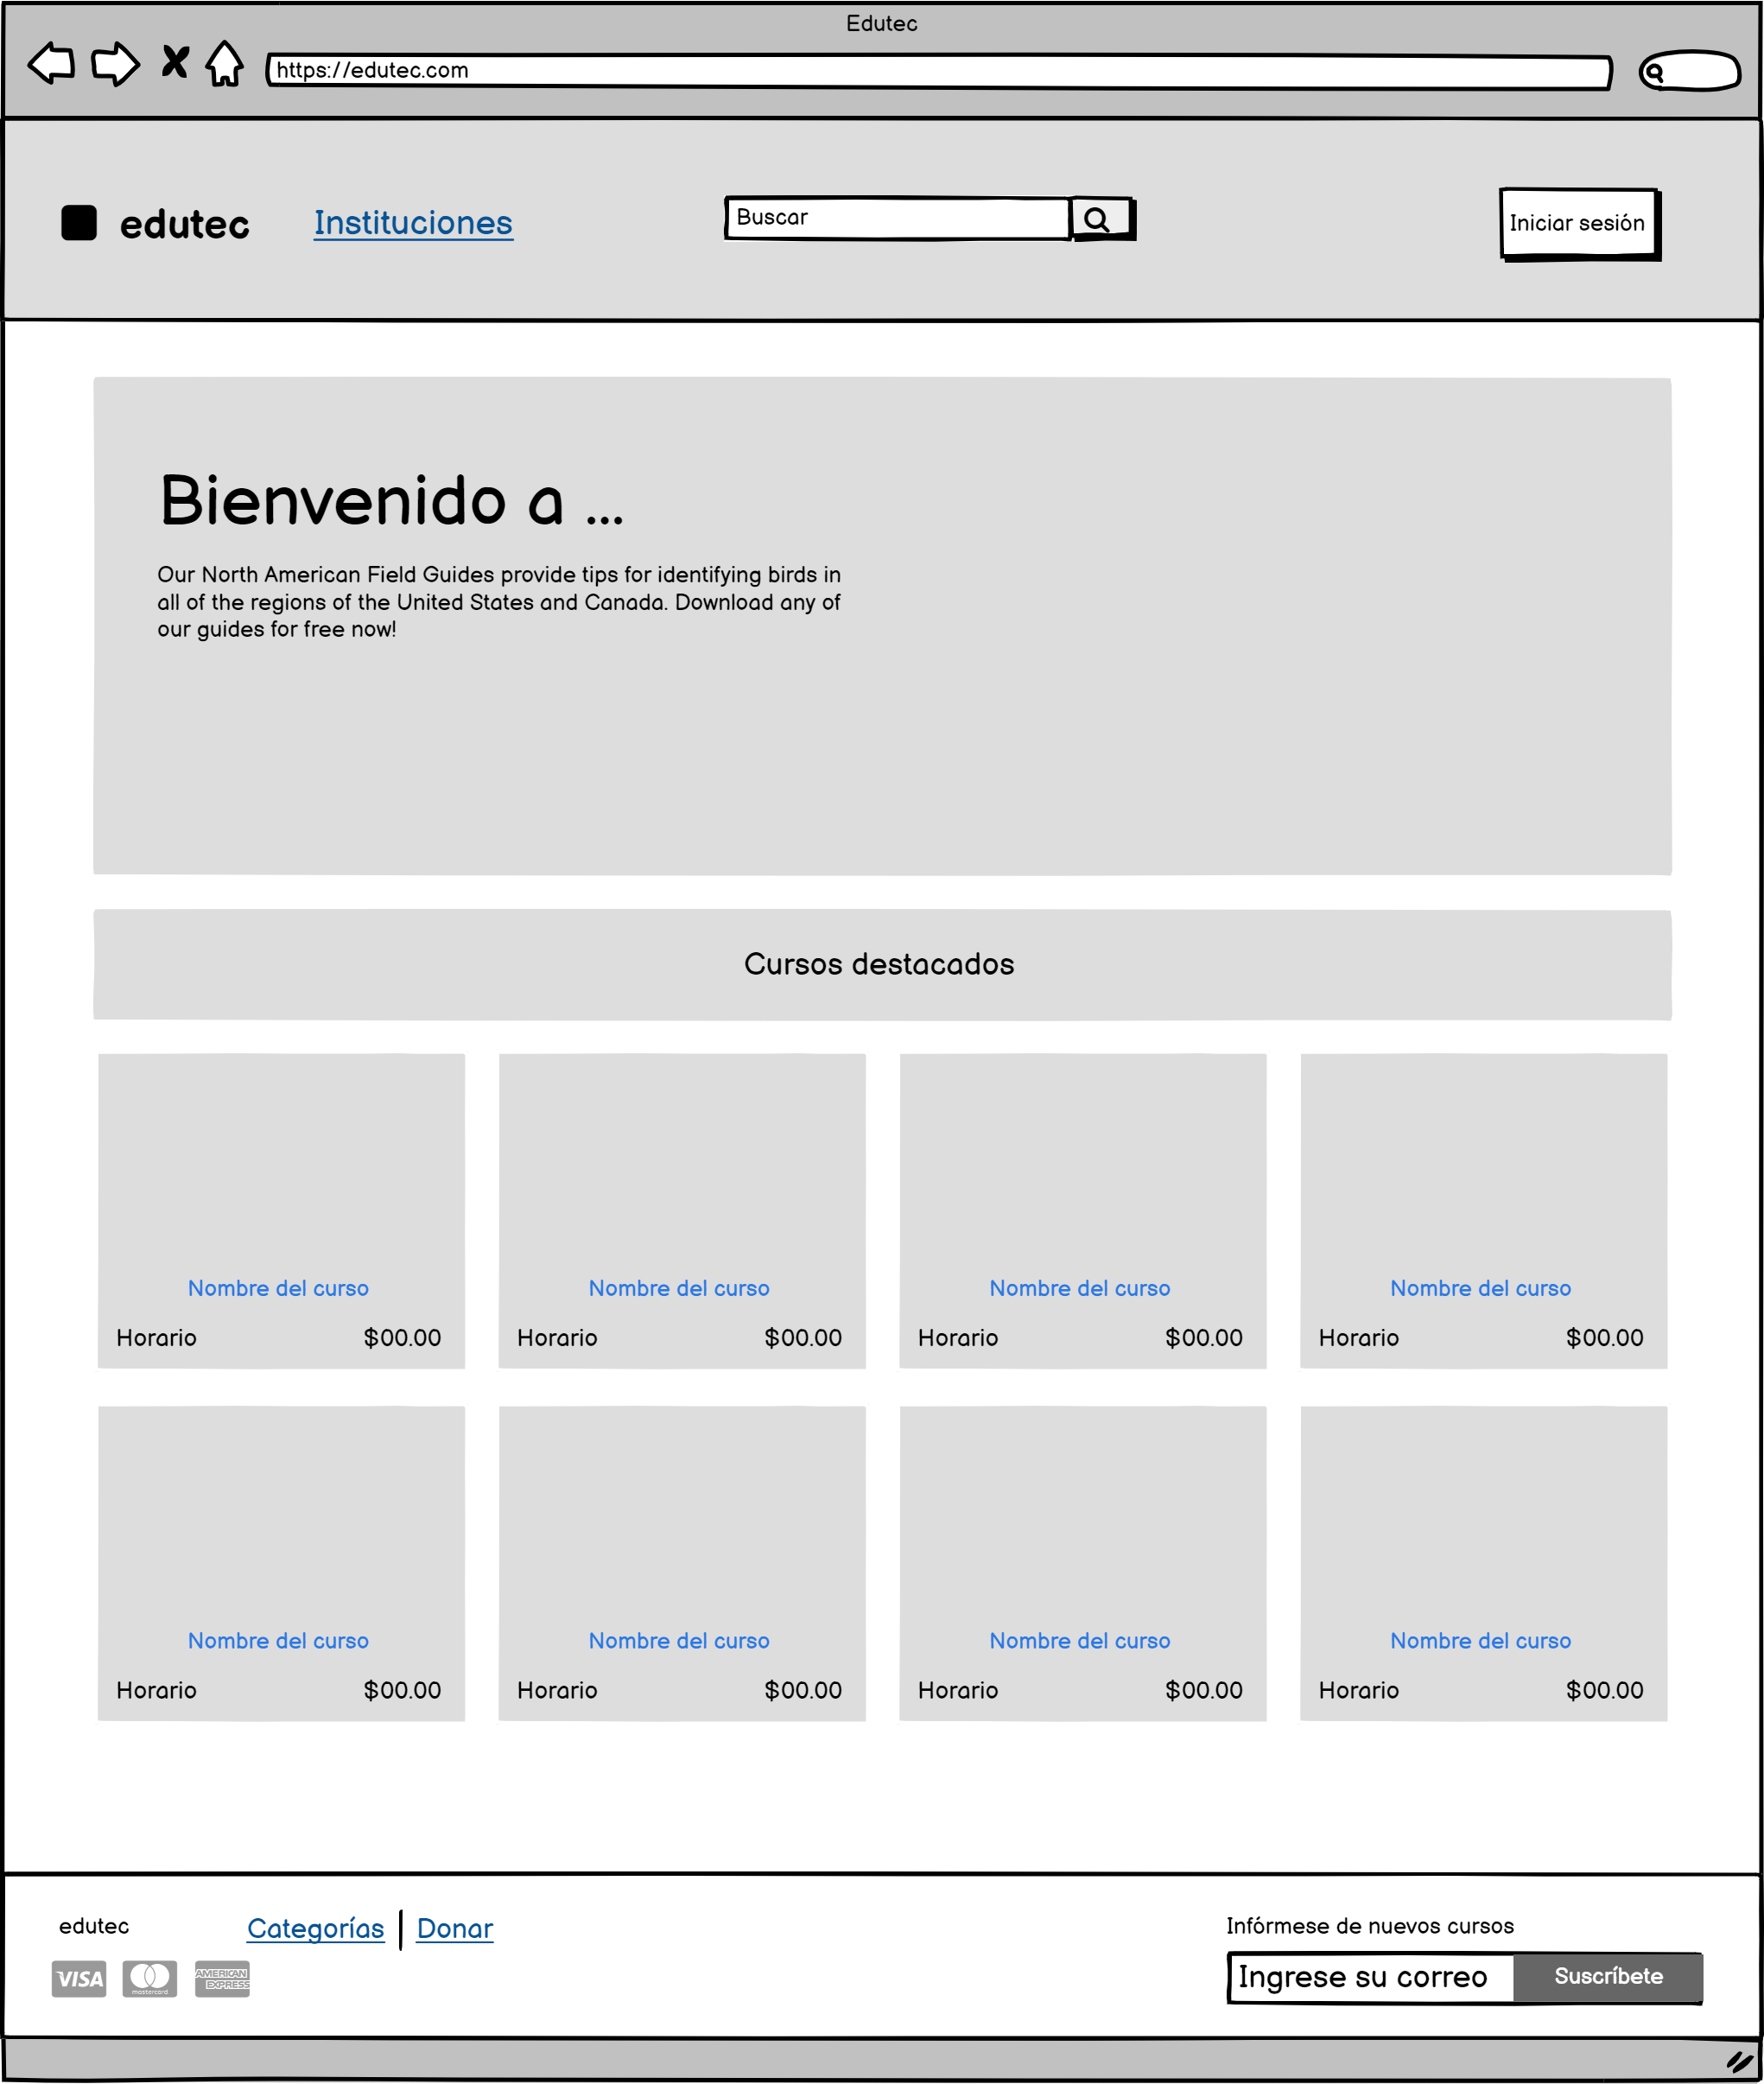 Edutec
https://edutec.com
edutec Instituciones Buscar Iniciar sesión
Bienvenido a ...
Our North American Field Guides provide tips for identifying birds in
all of the regions of the United States and Canada. Download any of
our guides for free now!
Cursos destacados
Nombre del curso Nombre del curso Nombre del curso Nombre del curso
Horario $00.00 Horario $00.00 Horario $00.00 Horario $00.00
Nombre del curso Nombre del curso Nombre del curso Nombre del curso
Horario $00.00 Horario $00.00 Horario $00.00 Horario $00.00
edutec Categorías Donar Infórmese de nuevos cursos
VISA mastercard AMERICAN EXPRESS Ingrese su correo Suscríbete